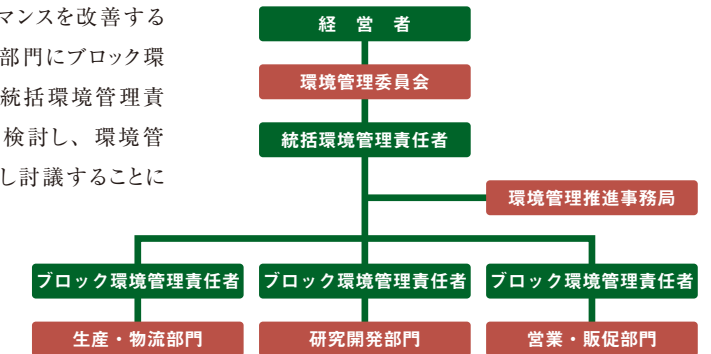 マンスを改善する
部門にブロック環
統括環境管理責
検討し、環境管
し討議することに
経営者
環境管理委員会
統括環境管理責任者
環境管理推進事務局
ブロック環境管理責任者
ブロック環境管理責任者
ブロック環境管理責任者
生産・物流部門
研究開発部門
営業・販促部門